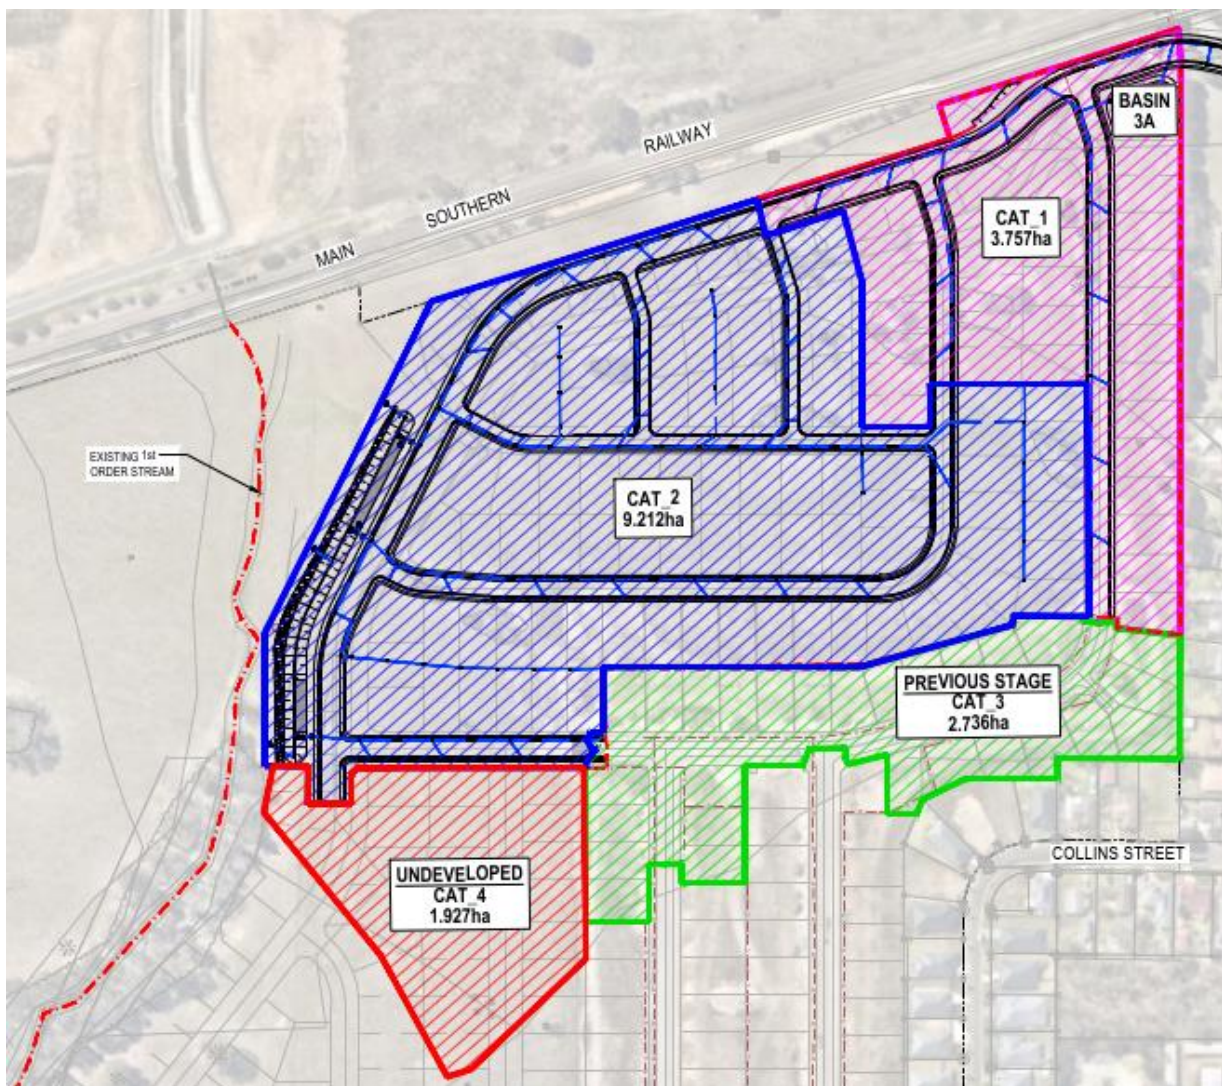 BASIN
3A
RAILWAY
SOUTHERN
MAIN
CAT_1
3.757ha
EXISTING 1st
ORDER STREAM
CAT_2
9.212ha
PREVIOUS STAGE
CAT_3
2.736ha
COLLINS STREET
UNDEVELOPED
CAT_4
1.927ha